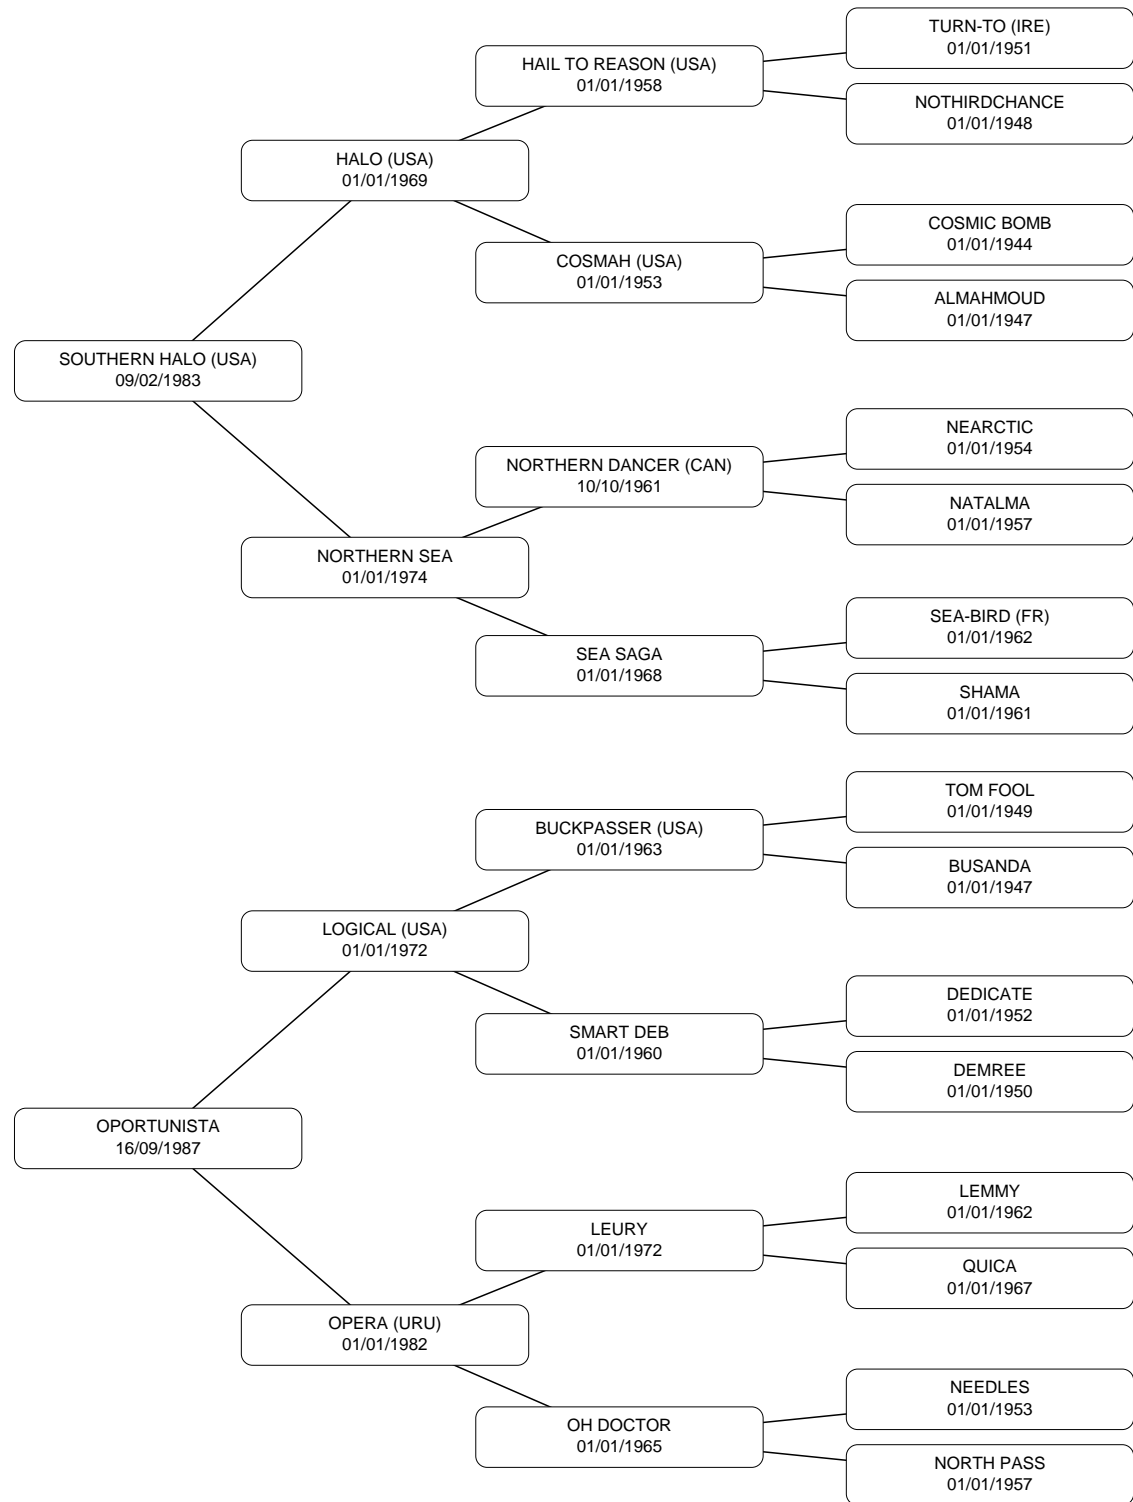 TURN-TO (IRE)
01/01/1951
HAIL TO REASON (USA)
01/01/1958
NOTHIRDCHANCE
01/01/1948
HALO (USA)
01/01/1969
COSMIC BOMB
01/01/1944
COSMAH (USA)
01/01/1953
ALMAHMOUD
01/01/1947
SOUTHERN HALO (USA)
09/02/1983
NEARCTIC
01/01/1954
NORTHERN DANCER (CAN)
10/10/1961
NATALMA
01/01/1957
NORTHERN SEA
01/01/1974
SEA-BIRD (FR)
01/01/1962
SEA SAGA
01/01/1968
SHAMA
01/01/1961
TOM FOOL
01/01/1949
BUCKPASSER (USA)
01/01/1963
BUSANDA
01/01/1947
LOGICAL (USA)
01/01/1972
DEDICATE
01/01/1952
SMART DEB
01/01/1960
DEMREE
01/01/1950
OPORTUNISTA
16/09/1987
LEMMY
01/01/1962
LEURY
01/01/1972
QUICA
01/01/1967
OPERA (URU)
01/01/1982
NEEDLES
01/01/1953
OH DOCTOR
01/01/1965
NORTH PASS
01/01/1957